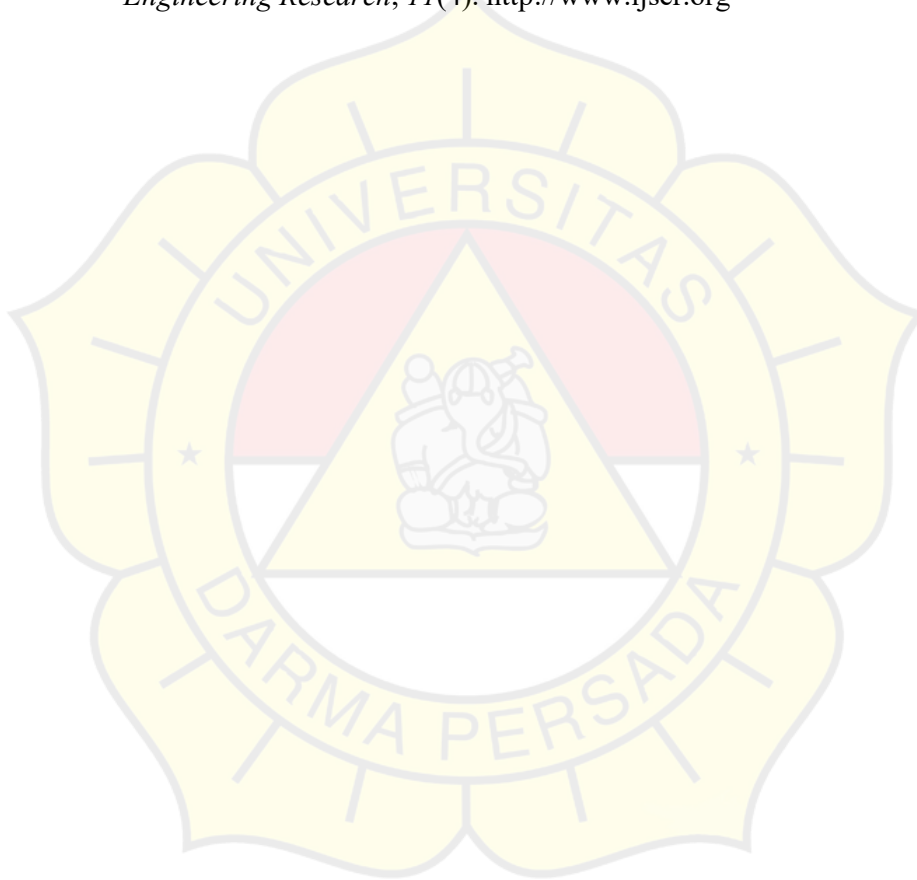 Engineering Research, 11(4). http://www.ijser.org
UNIVERSITAS
DARMA PERSADA